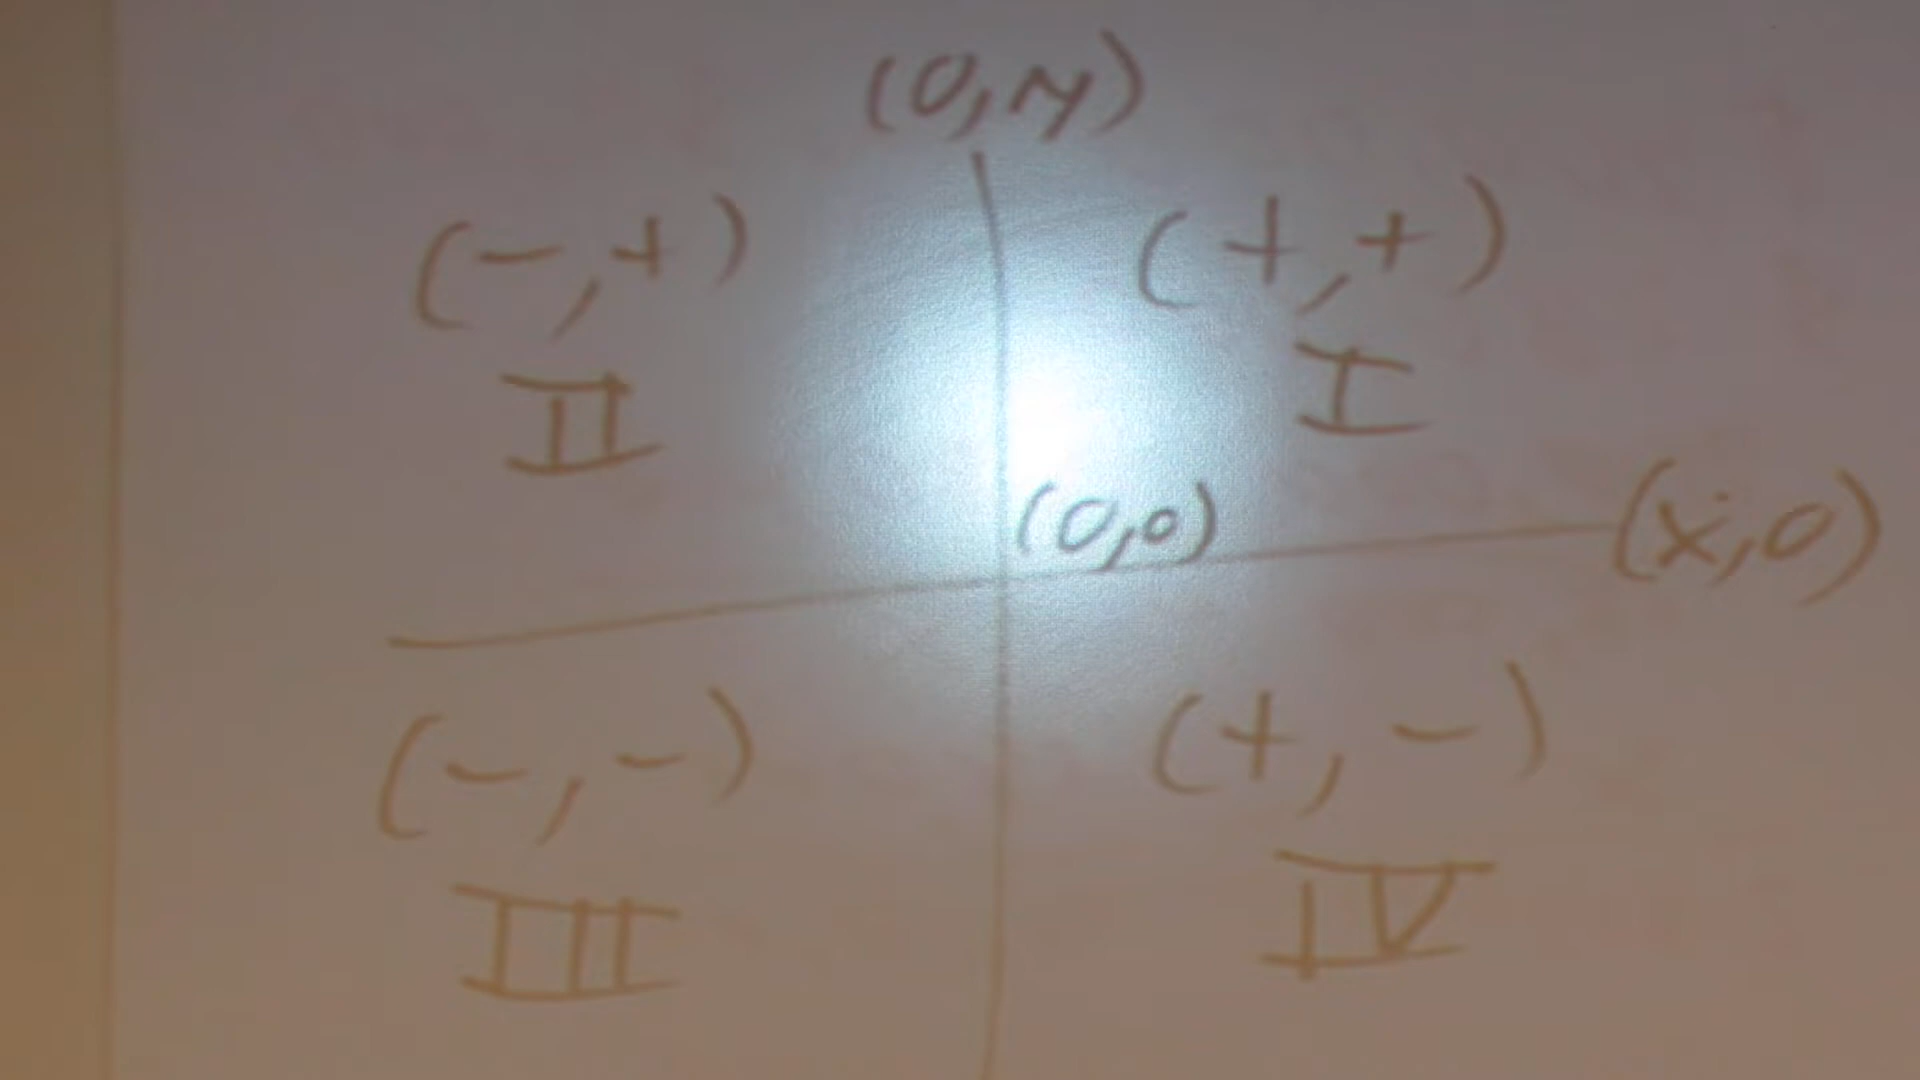 (0,y)
(-,+) (+,+)
II I
(0,0) (x,0)
(-,-) (+,-)
III IV